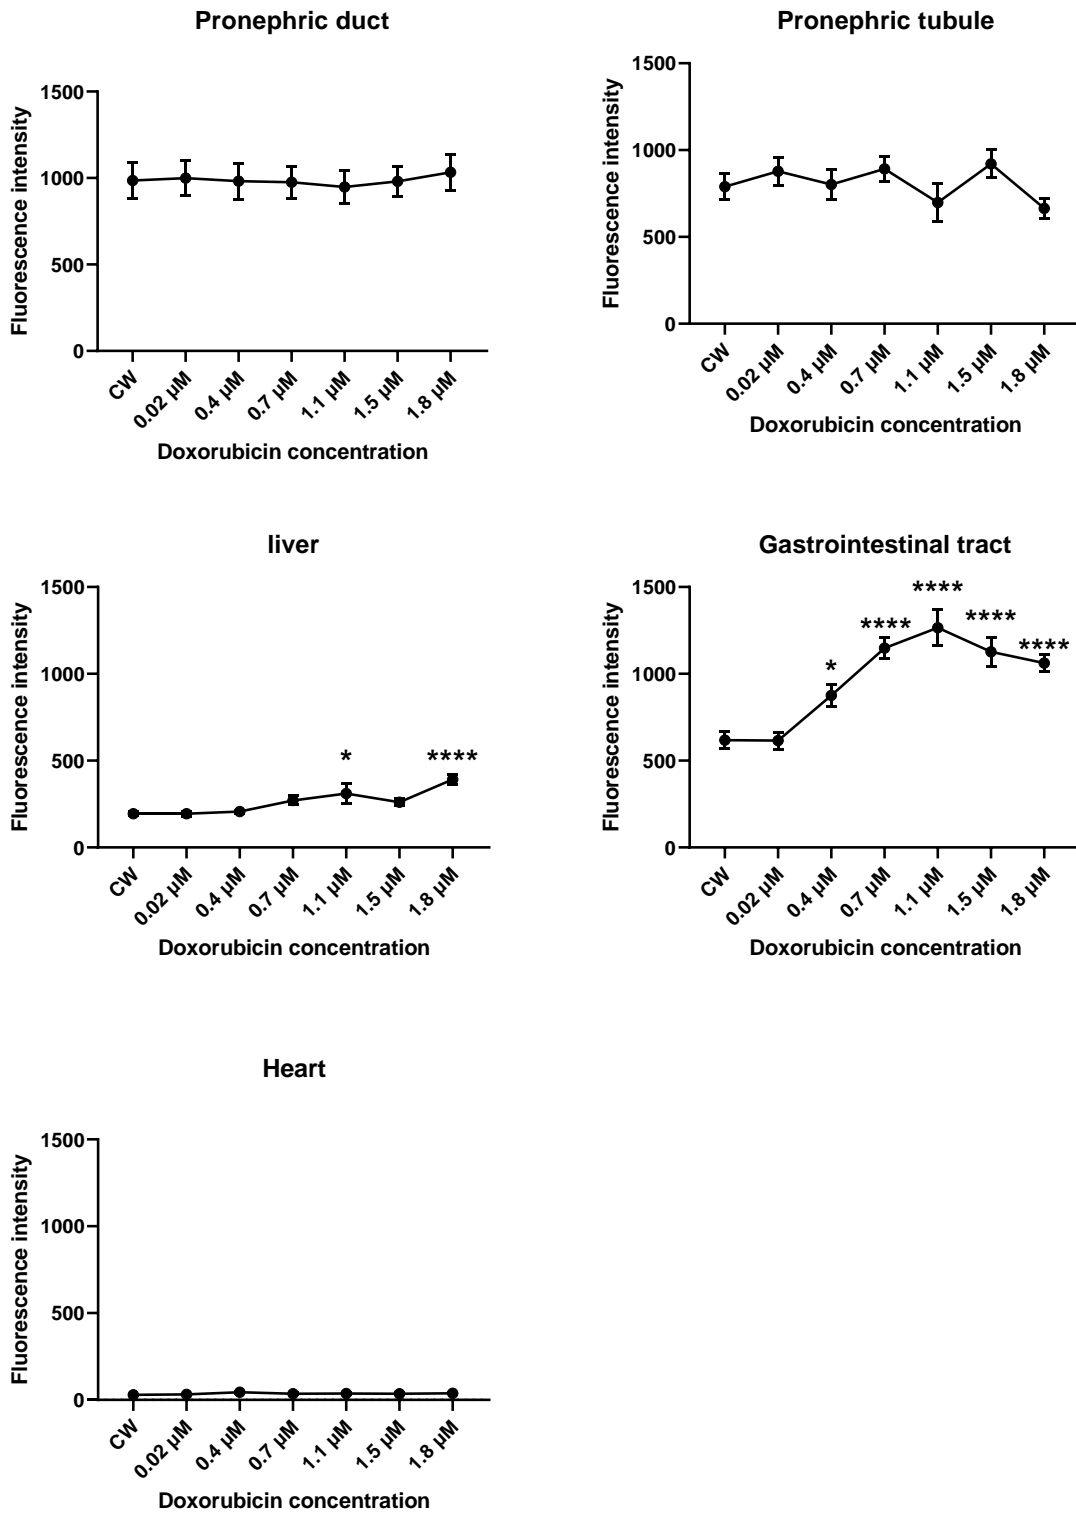 Pronephric duct
1500
1000
500
0
Fluorescence intensity
CW
0.02 µM
0.4 µM
0.7 µM
1.1 µM
1.5 µM
1.8 µM
Doxorubicin concentration
Pronephric tubule
1500
1000
500
0
Fluorescence intensity
CW
0.02 µM
0.4 µM
0.7 µM
1.1 µM
1.5 µM
1.8 µM
Doxorubicin concentration
liver
1500
1000
500
0
Fluorescence intensity
*
****
CW
0.02 µM
0.4 µM
0.7 µM
1.1 µM
1.5 µM
1.8 µM
Doxorubicin concentration
Gastrointestinal tract
1500
1000
500
0
Fluorescence intensity
*
****
****
****
****
CW
0.02 µM
0.4 µM
0.7 µM
1.1 µM
1.5 µM
1.8 µM
Doxorubicin concentration
Heart
1500
1000
500
0
Fluorescence intensity
CW
0.02 µM
0.4 µM
0.7 µM
1.1 µM
1.5 µM
1.8 µM
Doxorubicin concentration